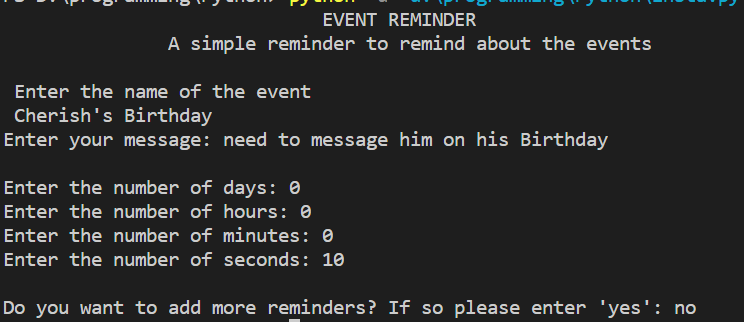 EVENT REMINDER
A simple reminder to remind about the events
Enter the name of the event
Cherish's Birthday
Enter your message: need to message him on his Birthday
Enter the number of days: 0
Enter the number of hours: 0
Enter the number of minutes: 0
Enter the number of seconds: 10
Do you want to add more reminders? If so please enter 'yes': no